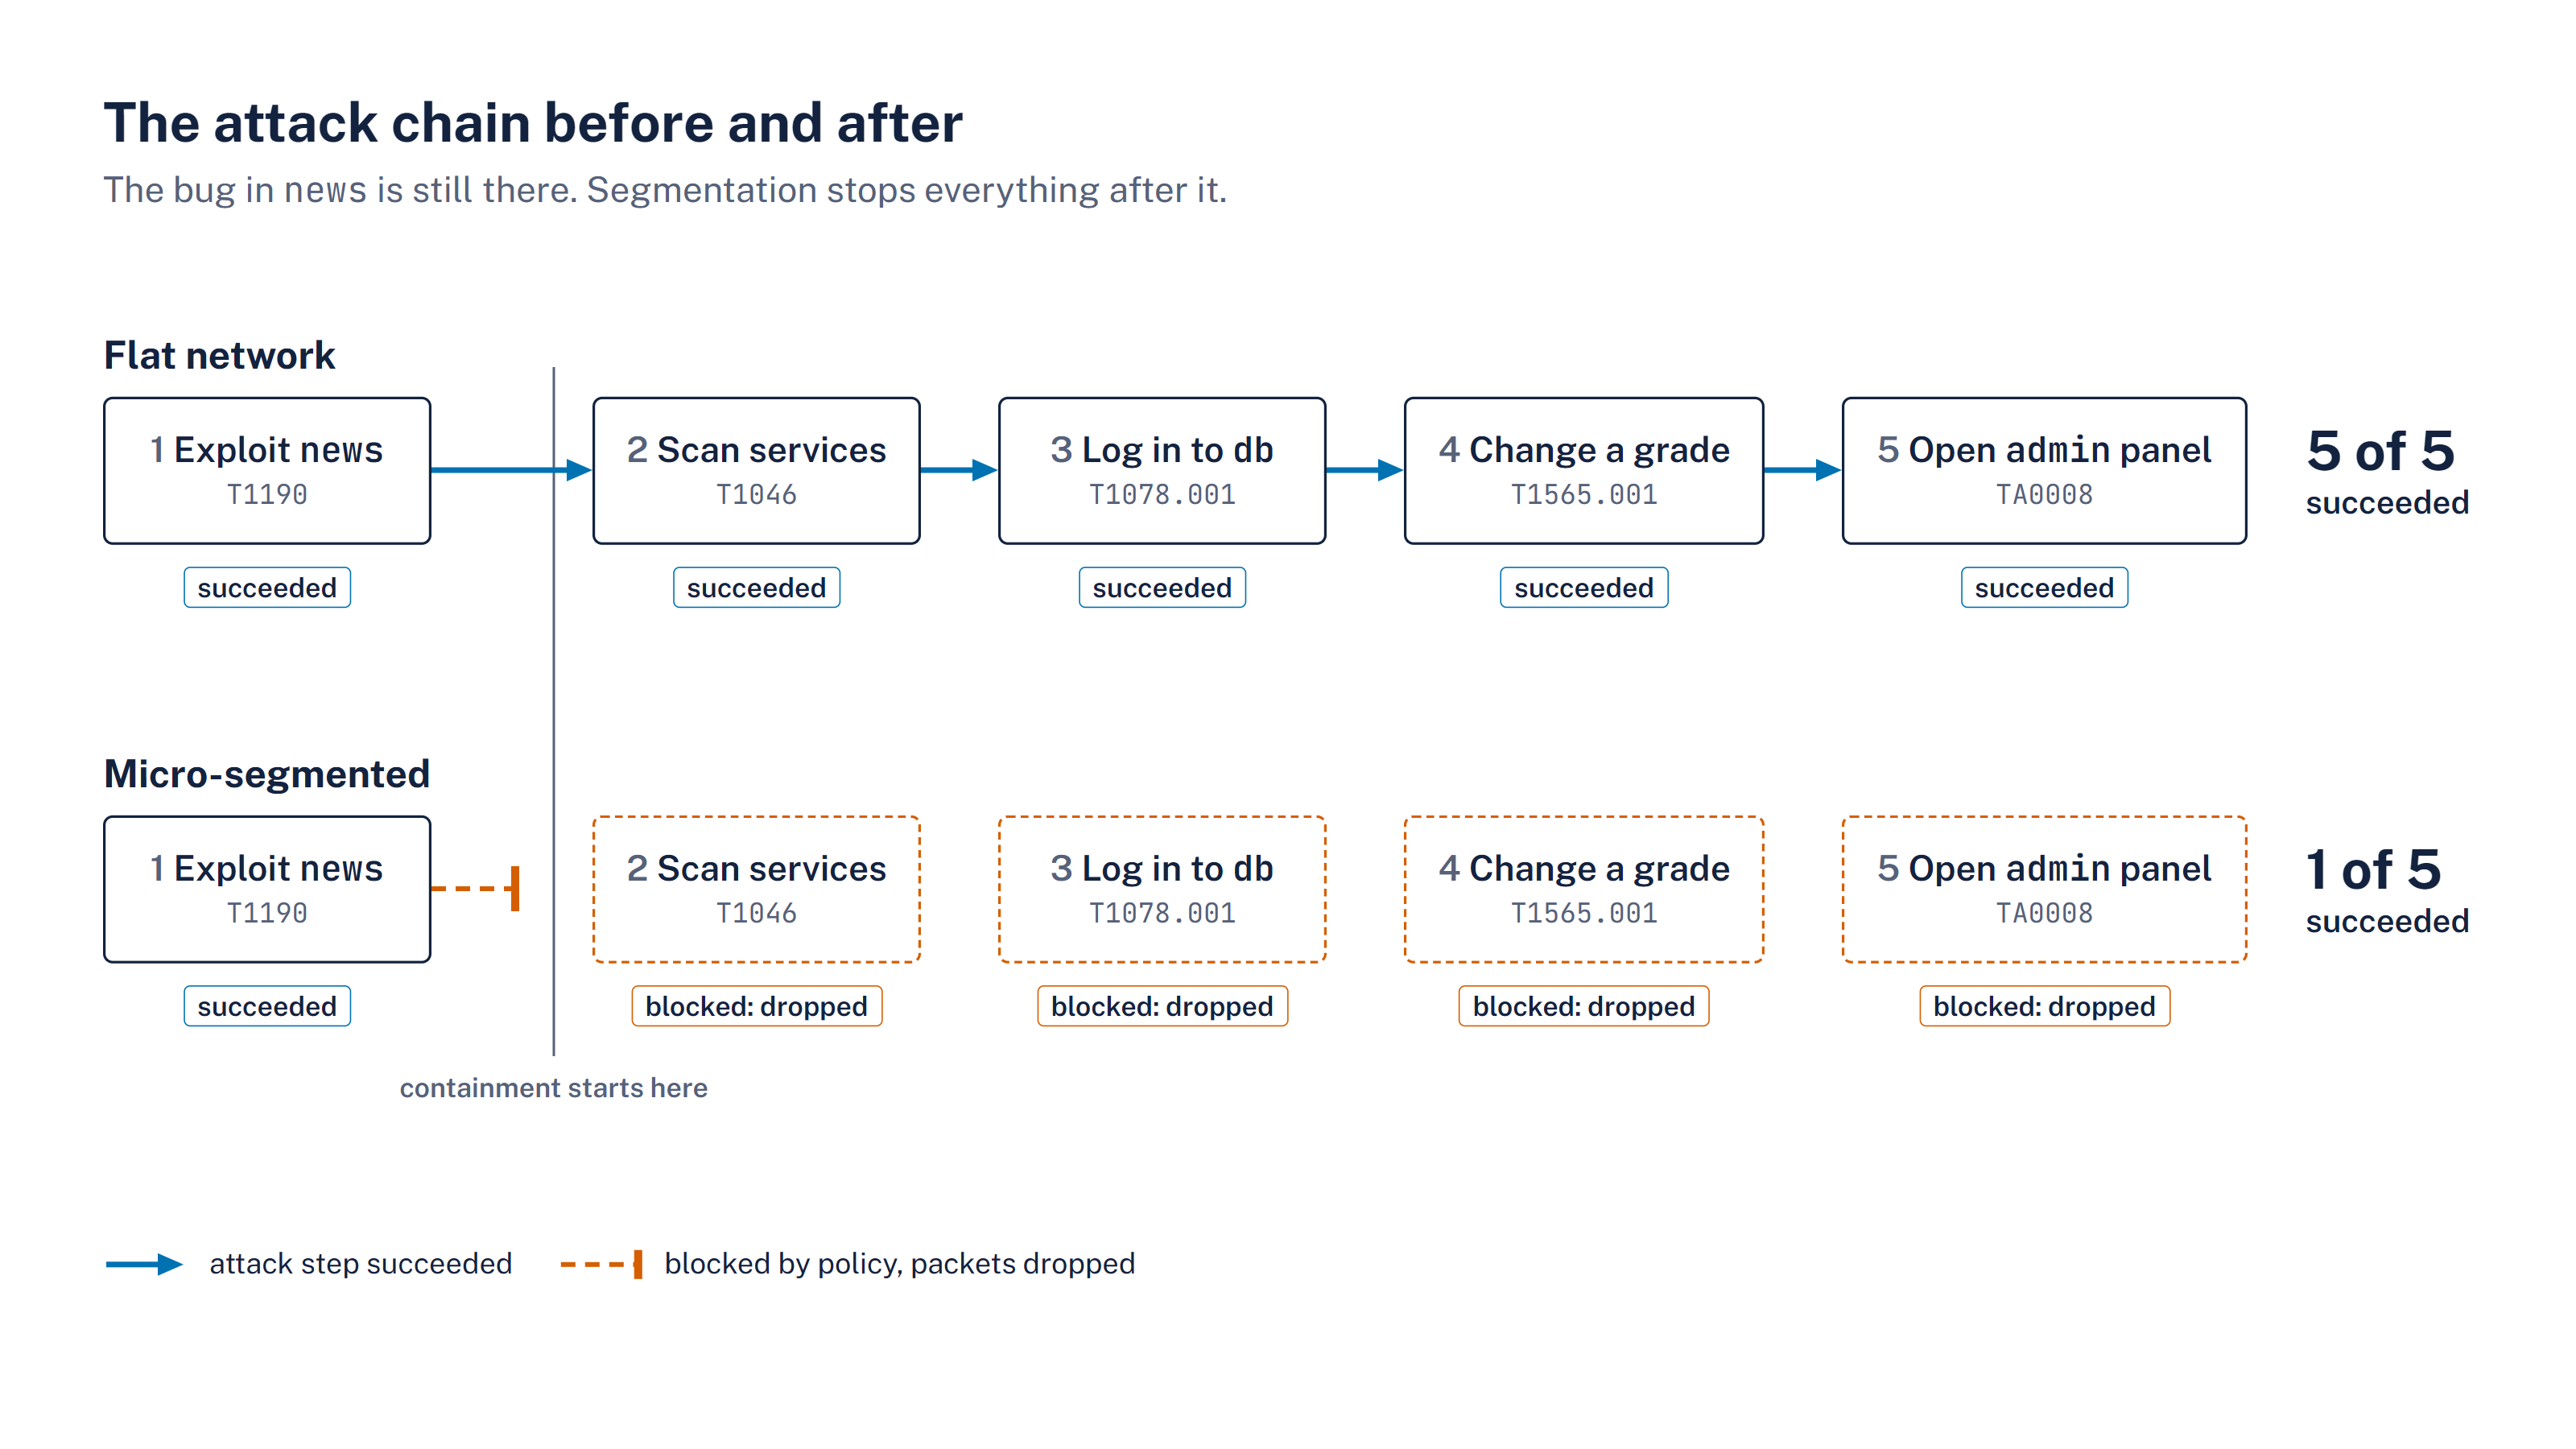 The attack chain before and after
The bug in news is still there. Segmentation stops everything after it.
Flat network
1 Exploit news
T1190
succeeded
2 Scan services
T1046
succeeded
3 Log in to db
T1078.001
succeeded
4 Change a grade
T1565.001
succeeded
5 Open admin panel
TA0008
succeeded
5 of 5
succeeded
Micro-segmented
1 Exploit news
T1190
succeeded
2 Scan services
T1046
blocked: dropped
3 Log in to db
T1078.001
blocked: dropped
4 Change a grade
T1565.001
blocked: dropped
5 Open admin panel
TA0008
blocked: dropped
1 of 5
succeeded
containment starts here
attack step succeeded
blocked by policy, packets dropped